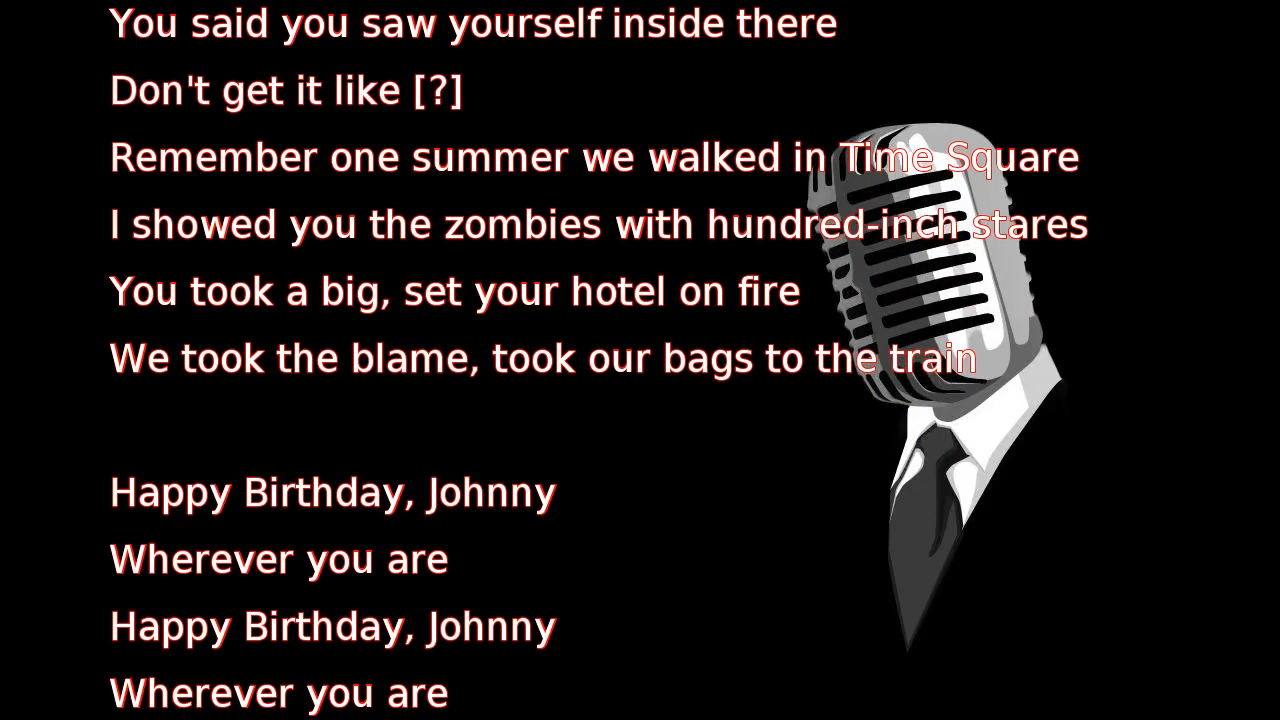 You said you saw yourself inside there
Don't get it like [?]
Remember one summer we walked in Time Square
I showed you the zombies with hundred-inch stares
You took a big, set your hotel on fire
We took the blame, took our bags to the train
Happy Birthday, Johnny
Wherever you are
Happy Birthday, Johnny
Wherever you are